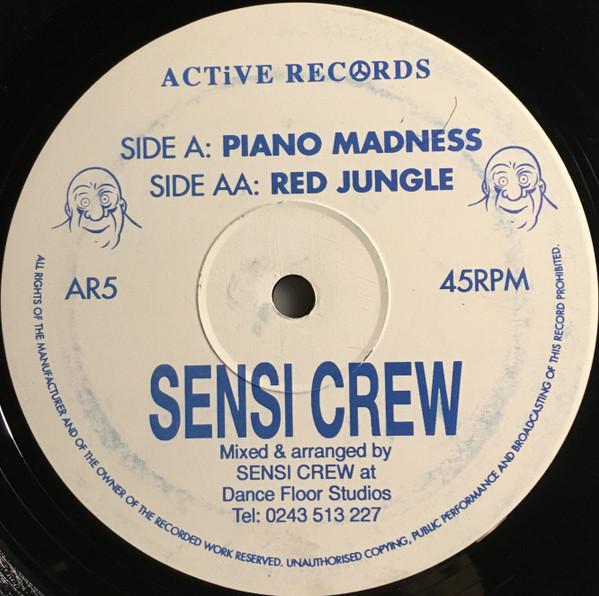 ACTiVE RECORDS
SIDE A: PIANO MADNESS
SIDE AA: RED JUNGLE
AR5
45RPM
SENSI CREW
Mixed & arranged by
SENSI CREW at
Dance Floor Studios
Tel: 0243 513 227
ALL RIGHTS OF THE MANUFACTURER AND OF THE OWNER OF THE RECORDED WORK RESERVED. UNAUTHORISED COPYING, PUBLIC PERFORMANCE AND BROADCASTING OF THIS RECORD PROHIBITED.